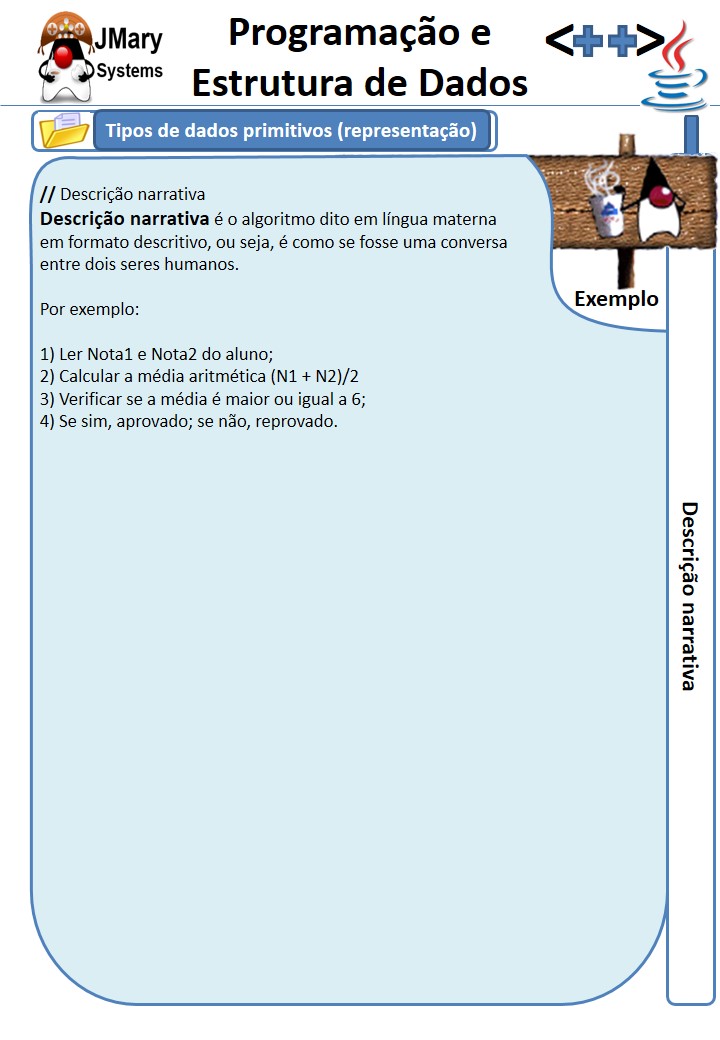 JMary
Systems
Programação e
Estrutura de Dados
<++>
Tipos de dados primitivos (representação)
// Descrição narrativa
Descrição narrativa é o algoritmo dito em língua materna
em formato descritivo, ou seja, é como se fosse uma conversa
entre dois seres humanos.
Por exemplo:
1) Ler Nota1 e Nota2 do aluno;
2) Calcular a média aritmética (N1 + N2)/2
3) Verificar se a média é maior ou igual a 6;
4) Se sim, aprovado; se não, reprovado.
Exemplo
Descrição narrativa